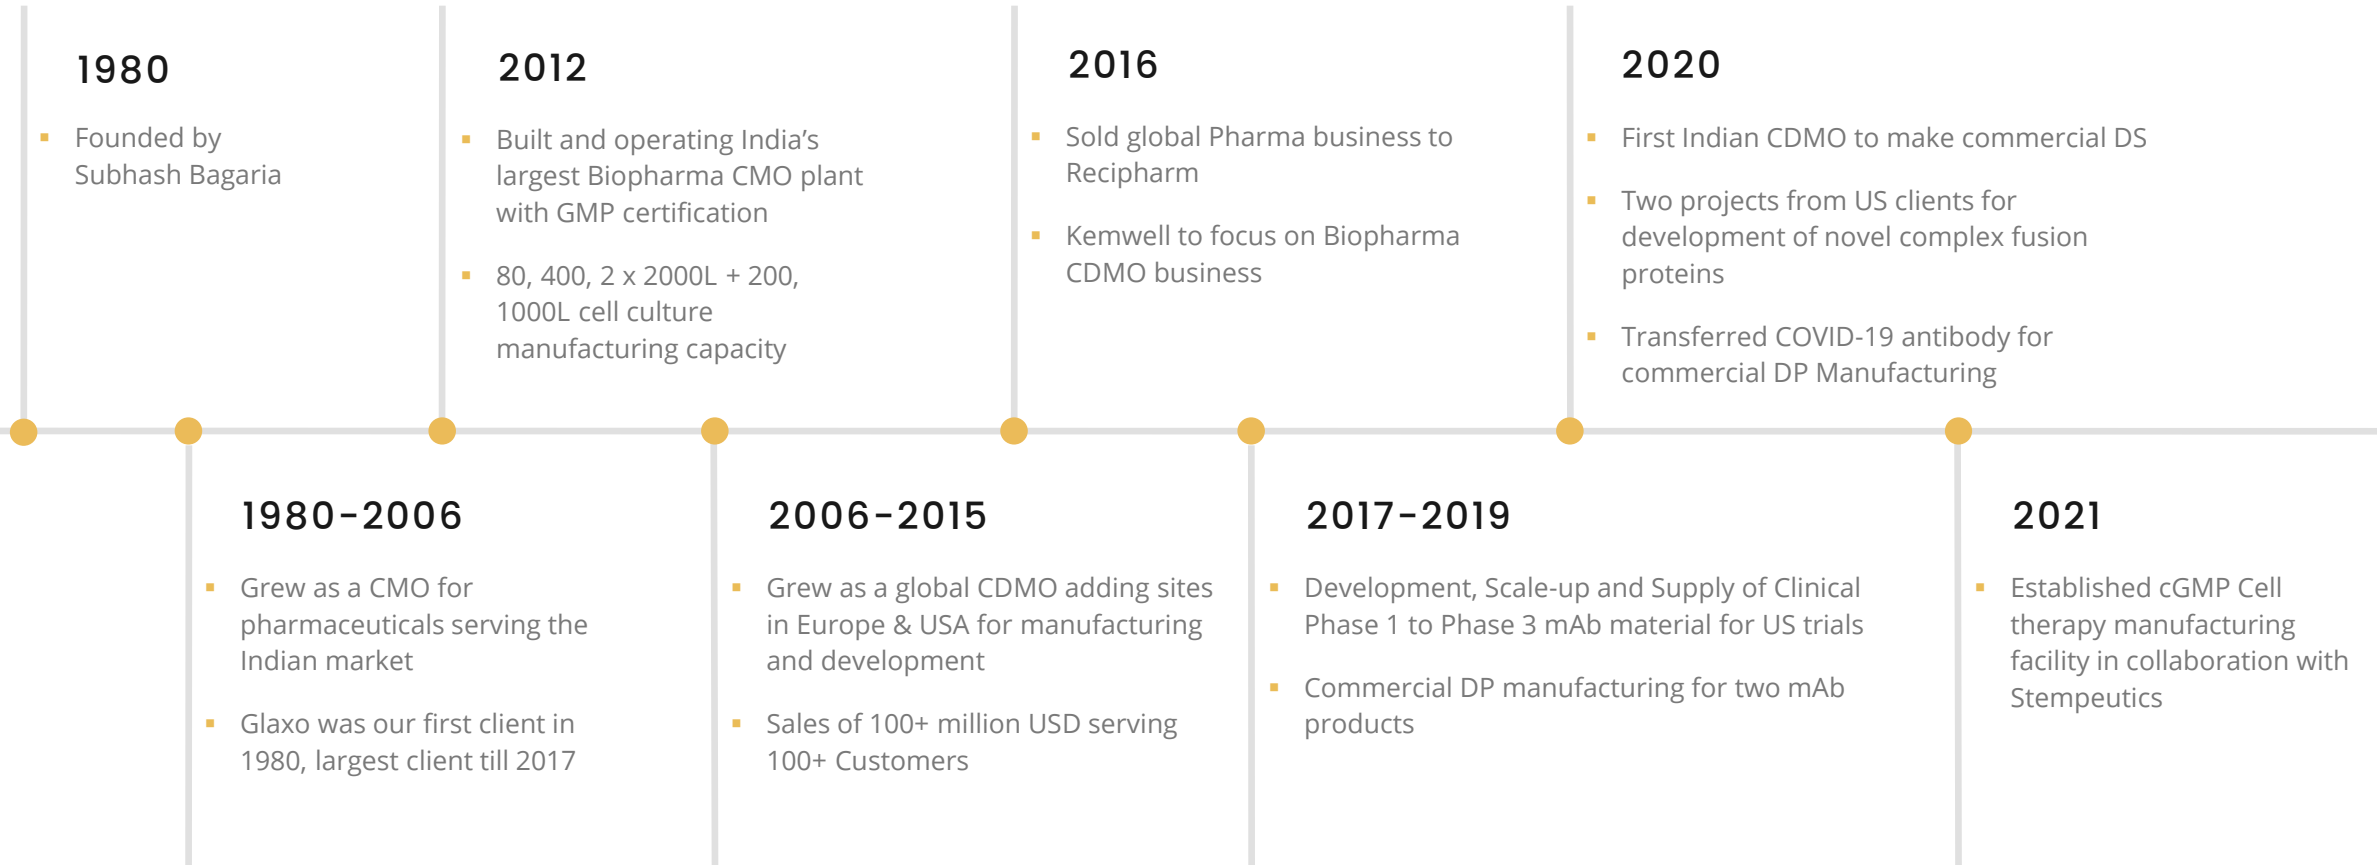 1980
Founded by
Subhash Bagaria
2012
Built and operating India’s
largest Biopharma CMO plant
with GMP certification
80, 400, 2 x 2000L + 200,
1000L cell culture
manufacturing capacity
2016
Sold global Pharma business to
Recipharm
Kemwell to focus on Biopharma
CDMO business
2020
First Indian CDMO to make commercial DS
Two projects from US clients for
development of novel complex fusion
proteins
Transferred COVID-19 antibody for
commercial DP Manufacturing
1980-2006
Grew as a CMO for
pharmaceuticals serving the
Indian market
Glaxo was our first client in
1980, largest client till 2017
2006-2015
Grew as a global CDMO adding sites
in Europe & USA for manufacturing
and development
Sales of 100+ million USD serving
100+ Customers
2017-2019
Development, Scale-up and Supply of Clinical
Phase 1 to Phase 3 mAb material for US trials
Commercial DP manufacturing for two mAb
products
2021
Established cGMP Cell
therapy manufacturing
facility in collaboration with
Stempeutics